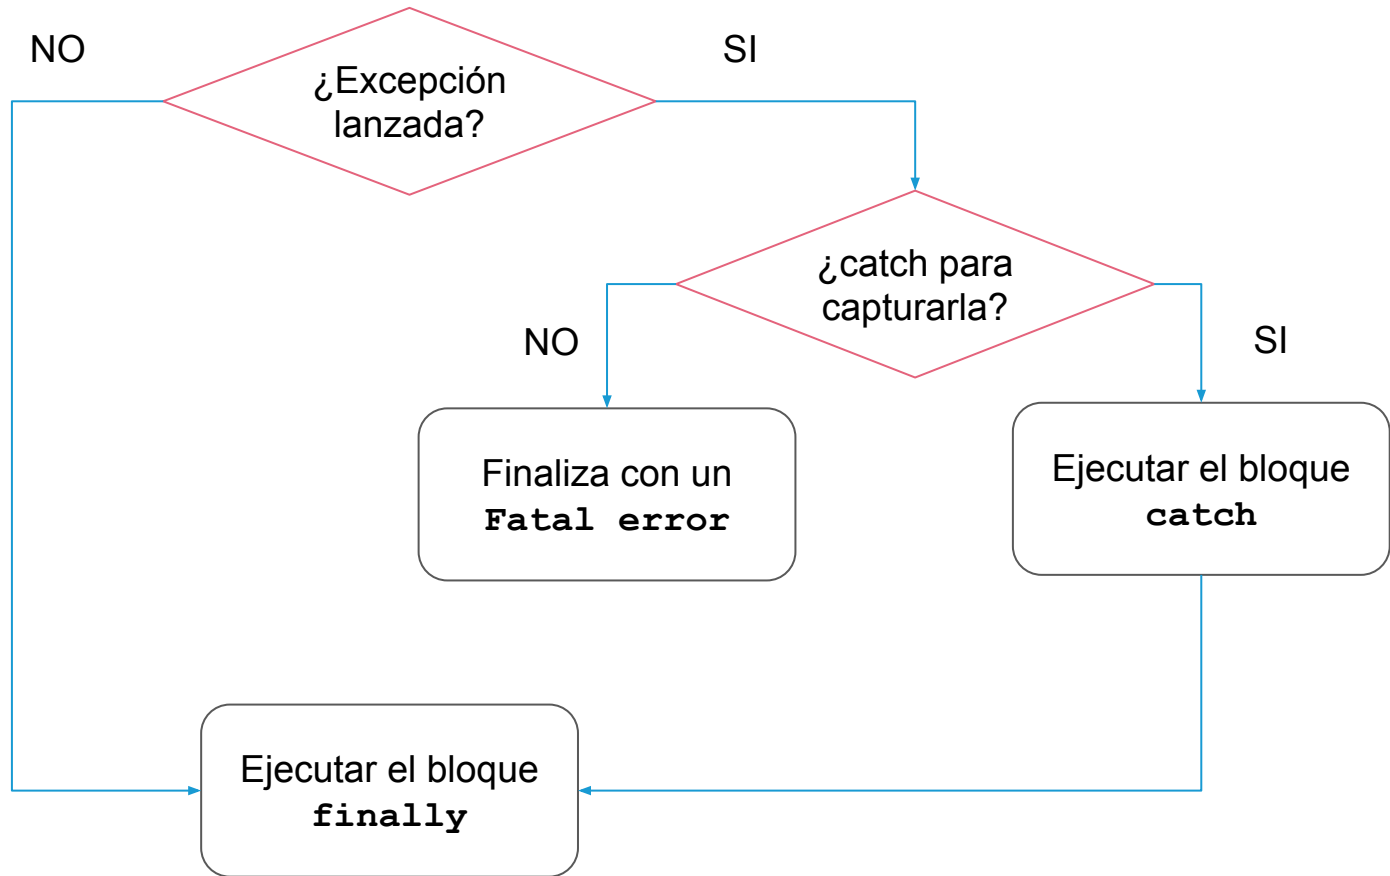 NO
SI
¿Excepción
lanzada?
¿catch para
capturarla?
NO
SI
Finaliza con un
Fatal error
Ejecutar el bloque
catch
Ejecutar el bloque
finally